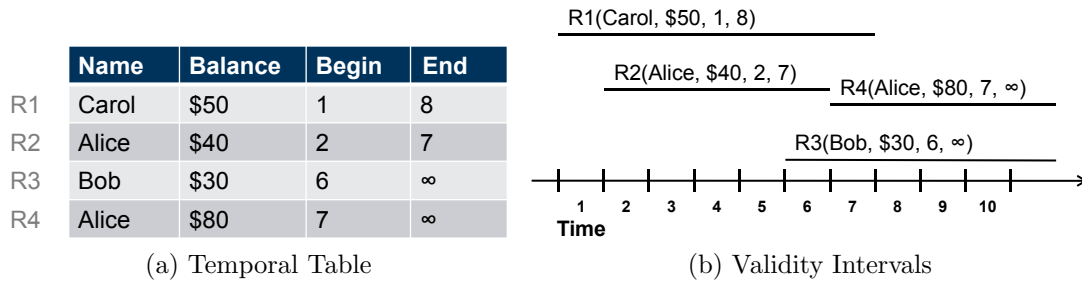 Name Balance Begin End
R1 Carol $50 1 8
R2 Alice $40 2 7
R3 Bob $30 6 ∞
R4 Alice $80 7 ∞
(a) Temporal Table
R1(Carol, $50, 1, 8)
R2(Alice, $40, 2, 7)
R4(Alice, $80, 7, ∞)
R3(Bob, $30, 6, ∞)
1 2 3 4 5 6 7 8 9 10
Time
(b) Validity Intervals